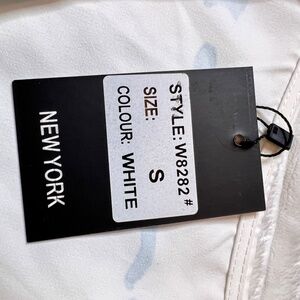 STYLE: W8282#
SIZE: S
COLOUR: WHITE
NEW YORK